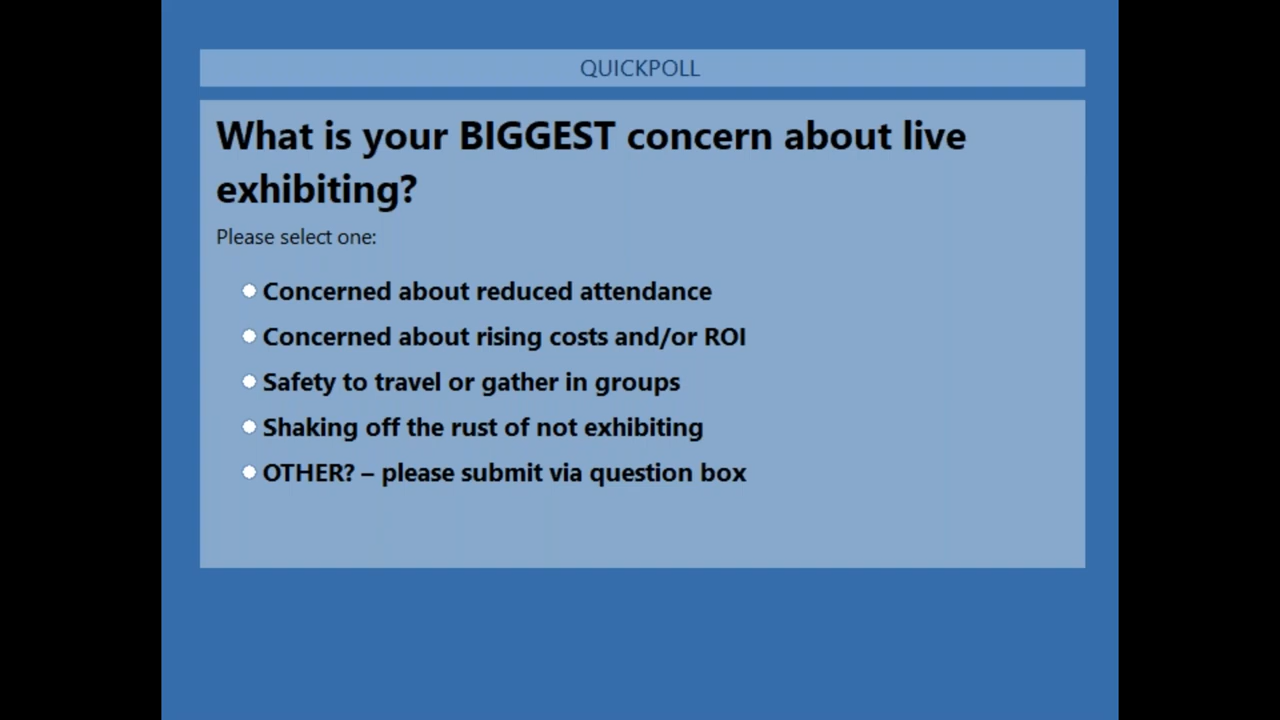 QUICKPOLL
What is your BIGGEST concern about live
exhibiting?
Please select one:
Concerned about reduced attendance
Concerned about rising costs and/or ROI
Safety to travel or gather in groups
Shaking off the rust of not exhibiting
OTHER? – please submit via question box